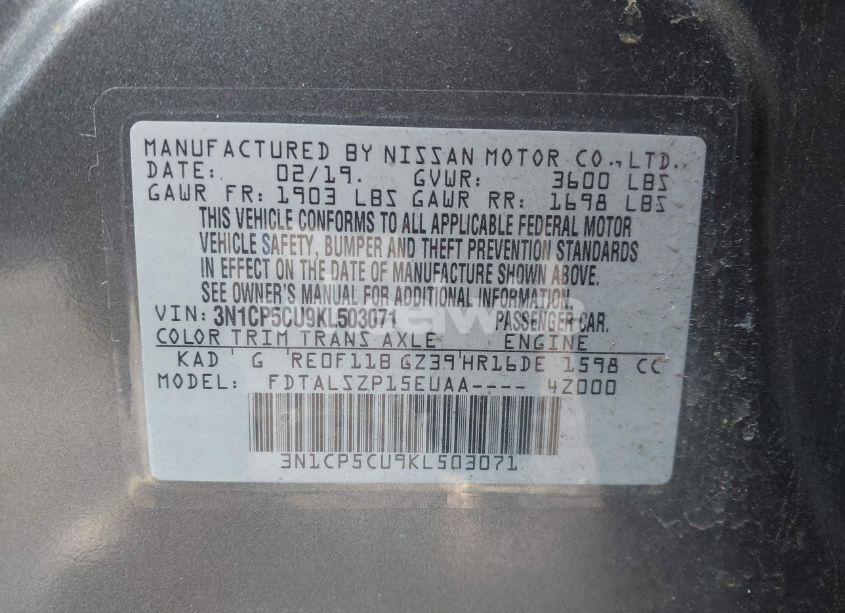 MANUFACTURED BY NISSAN MOTOR CO.,LTD.
DATE: 02/19. GVWR: 3600 LBS
GAWR FR: 1903 LBS GAWR RR: 1698 LBS
THIS VEHICLE CONFORMS TO ALL APPLICABLE FEDERAL MOTOR
VEHICLE SAFETY, BUMPER AND THEFT PREVENTION STANDARDS
IN EFFECT ON THE DATE OF MANUFACTURE SHOWN ABOVE.
SEE OWNER'S MANUAL FOR ADDITIONAL INFORMATION.
VIN: 3N1CP5CU9KL503071 PASSENGER CAR.
COLOR TRIM TRANS AXLE ENGINE
KAD G RE0F11B GZ39 HR16DE 1598 CC
MODEL: FDTALSZP15EUAA---- 4Z000
3N1CP5CU9KL503071